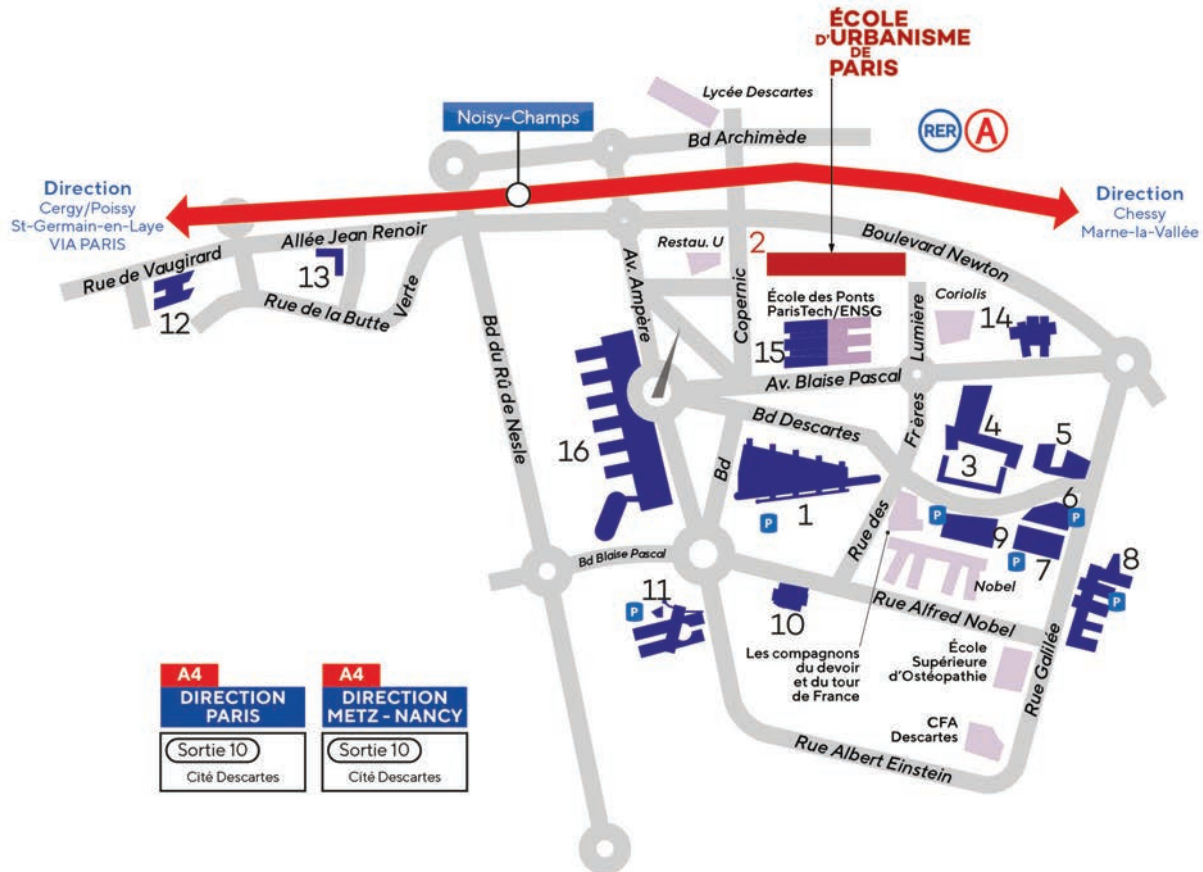 ÉCOLE
D'URBANISME
DE
PARIS
Lycée Descartes
Noisy-Champs
Bd Archimède
RER A
Direction
Cergy/Poissy
St-Germain-en-Laye
VIA PARIS
Direction
Chessy
Marne-la-Vallée
Rue de Vaugirard
Allée Jean Renoir
12
13
Rue de la Butte Verte
Bd du Rû de Nesle
Av. Ampère
Restau. U
2
Copernic
Boulevard Newton
École des Ponts
ParisTech/ENSG
15
Lumière
Coriolis
14
Av. Blaise Pascal
Bd Descartes
Frères
4
5
3
16
Bd
1
P
Rue des
P
9
6
P
7
P
8
P
Bd Blaise Pascal
11
P
10
Nobel
Rue Alfred Nobel
Les compagnons
du devoir
et du tour
de France
École
Supérieure
d'Ostéopathie
Rue Galilée
CFA
Descartes
Rue Albert Einstein
A4
DIRECTION
PARIS
Sortie 10
Cité Descartes
A4
DIRECTION
METZ - NANCY
Sortie 10
Cité Descartes